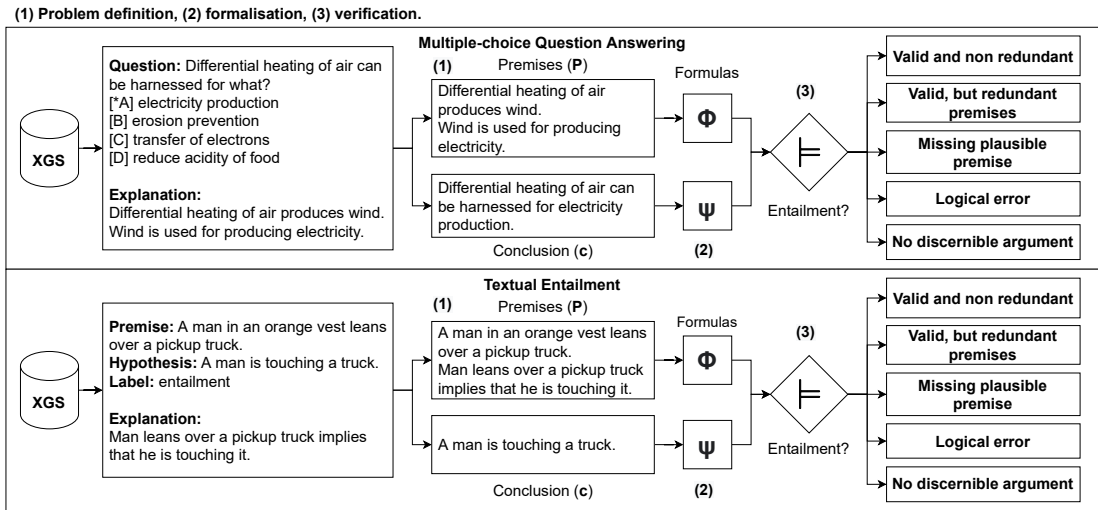 (1) Problem definition, (2) formalisation, (3) verification.
Multiple-choice Question Answering
XGS
Question: Differential heating of air can
be harnessed for what?
[*A] electricity production
[B] erosion prevention
[C] transfer of electrons
[D] reduce acidity of food
Explanation:
Differential heating of air produces wind.
Wind is used for producing electricity.
(1)
Premises (P)
Differential heating of air
produces wind.
Wind is used for producing
electricity.
Differential heating of air can
be harnessed for electricity
production.
Conclusion (c)
Formulas
Φ
Ψ
(2)
(3)
⊨
Entailment?
Valid and non redundant
Valid, but redundant
premises
Missing plausible
premise
Logical error
No discernible argument
Textual Entailment
XGS
Premise: A man in an orange vest leans
over a pickup truck.
Hypothesis: A man is touching a truck.
Label: entailment
Explanation:
Man leans over a pickup truck implies
that he is touching it.
(1)
Premises (P)
A man in an orange vest leans
over a pickup truck.
Man leans over a pickup truck
implies that he is touching it.
A man is touching a truck.
Conclusion (c)
Formulas
Φ
Ψ
(2)
(3)
⊨
Entailment?
Valid and non redundant
Valid, but redundant
premises
Missing plausible
premise
Logical error
No discernible argument